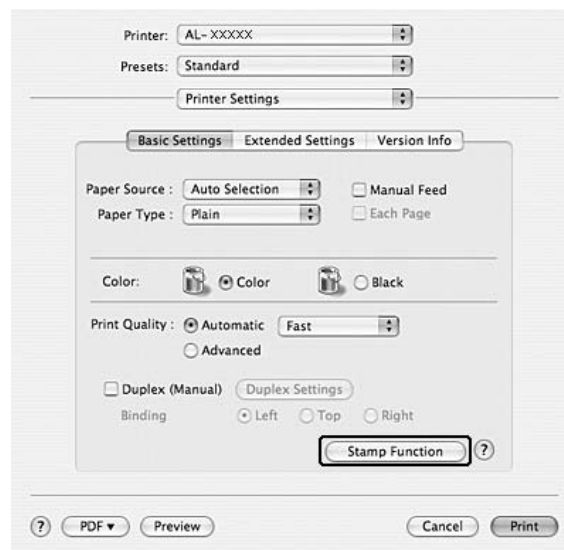 Printer: AL-XXXXX
Presets: Standard
Printer Settings
Basic Settings Extended Settings Version Info
Paper Source : Auto Selection Manual Feed
Paper Type : Plain Each Page
Color: Color Black
Print Quality : Automatic Fast
Advanced
Duplex (Manual) Duplex Settings
Binding Left Top Right
Stamp Function ?
? PDF ▼ Preview Cancel Print